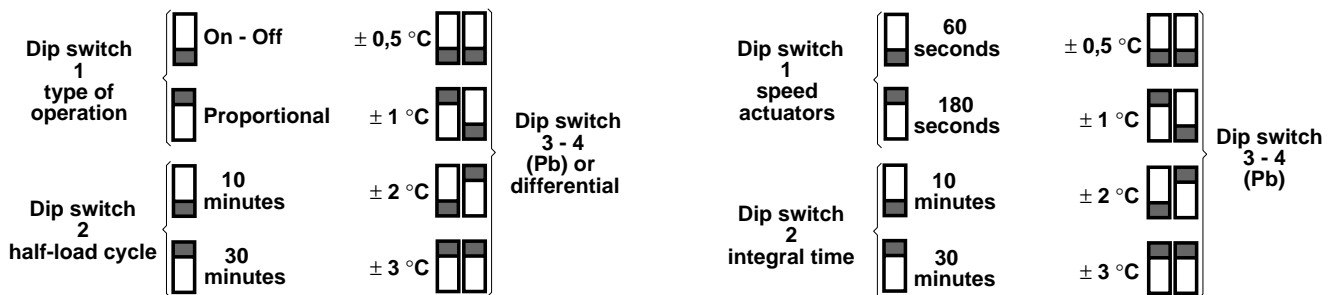 Dip switch
1
type of
operation
On - Off
Proportional
Dip switch
2
half-load cycle
10
minutes
30
minutes
± 0,5 °C
± 1 °C
± 2 °C
± 3 °C
Dip switch
3 - 4
(Pb) or
differential
Dip switch
1
speed
actuators
60
seconds
180
seconds
Dip switch
2
integral time
10
minutes
30
minutes
± 0,5 °C
± 1 °C
± 2 °C
± 3 °C
Dip switch
3 - 4
(Pb)